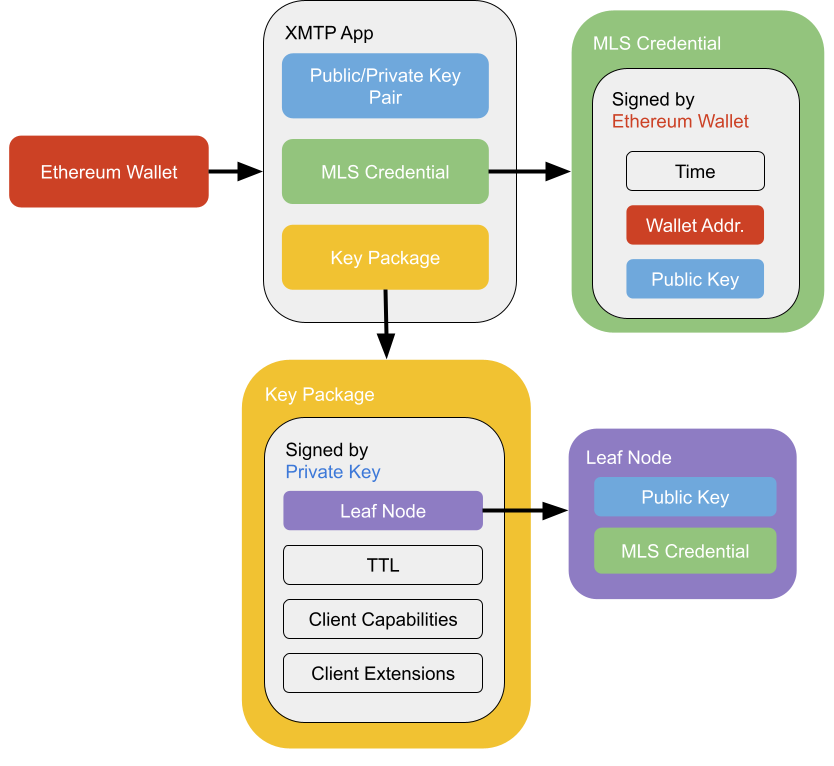 XMTP App
Public/Private Key
Pair
MLS Credential
Key Package
Ethereum Wallet
MLS Credential
Signed by
Ethereum Wallet
Time
Wallet Addr.
Public Key
Key Package
Signed by
Private Key
Leaf Node
TTL
Client Capabilities
Client Extensions
Leaf Node
Public Key
MLS Credential